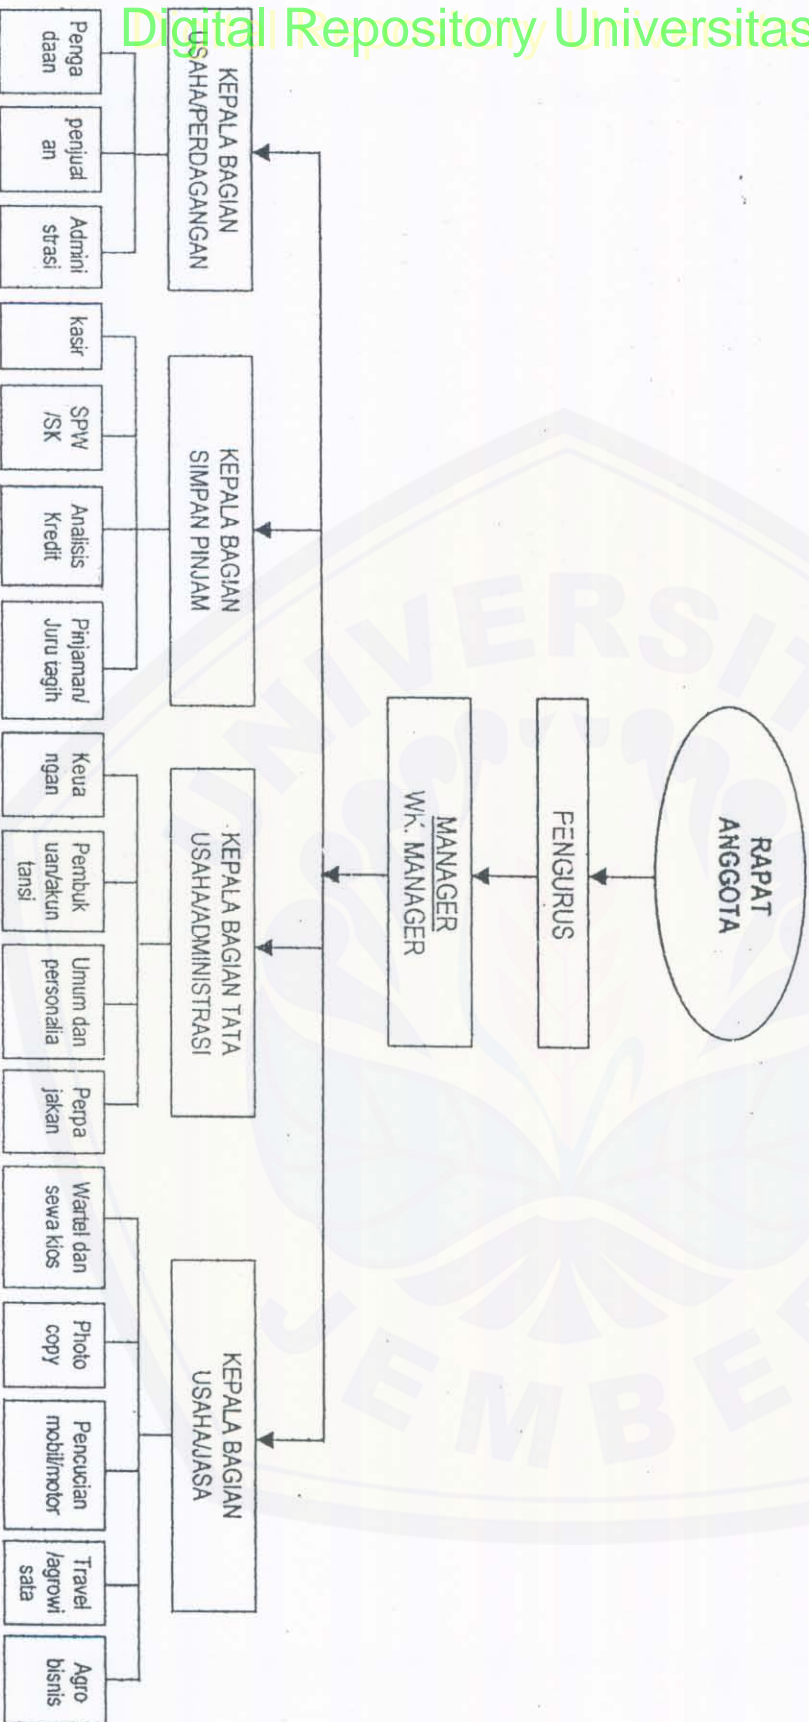 Digital Repository Universitas
RAPAT
ANGGOTA
PENGURUS
MANAGER
WK. MANAGER
KEPALA BAGIAN
USAHA/PERDAGANGAN
KEPALA BAGIAN
SIMPAN PINJAM
KEPALA BAGIAN TATA
USAHA/ADMINISTRASI
KEPALA BAGIAN
USAHA/JASA
Penga
daan
penjual
an
Admini
strasi
kasir
SPW
/SK
Analisis
Kredit
Pinjaman/
Juru tagih
Keua
ngan
Pembuk
uan/akun
tansi
Umum dan
personalia
Perpa
jakan
Wartel dan
sewa kios
Photo
copy
Pencucian
mobil/motor
Travel
/agrowi
sata
Agro
bisnis
UNIVERSIT
JEMBE